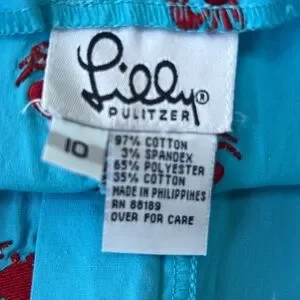 Lilly®
PULITZER
10
97% COTTON
3% SPANDEX
65% POLYESTER
35% COTTON
MADE IN PHILIPPINES
RN 88189
OVER FOR CARE